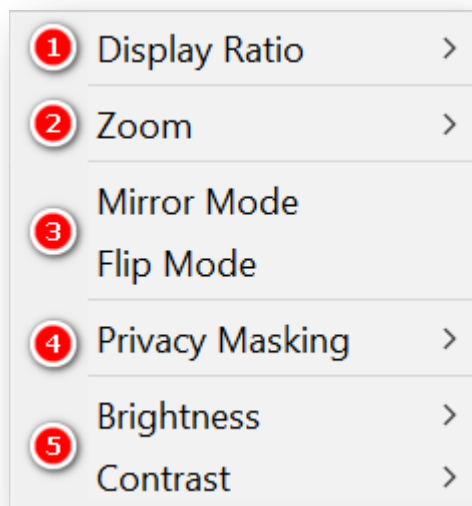 1 Display Ratio >
2 Zoom >
Mirror Mode
3
Flip Mode
4 Privacy Masking >
Brightness >
5
Contrast >